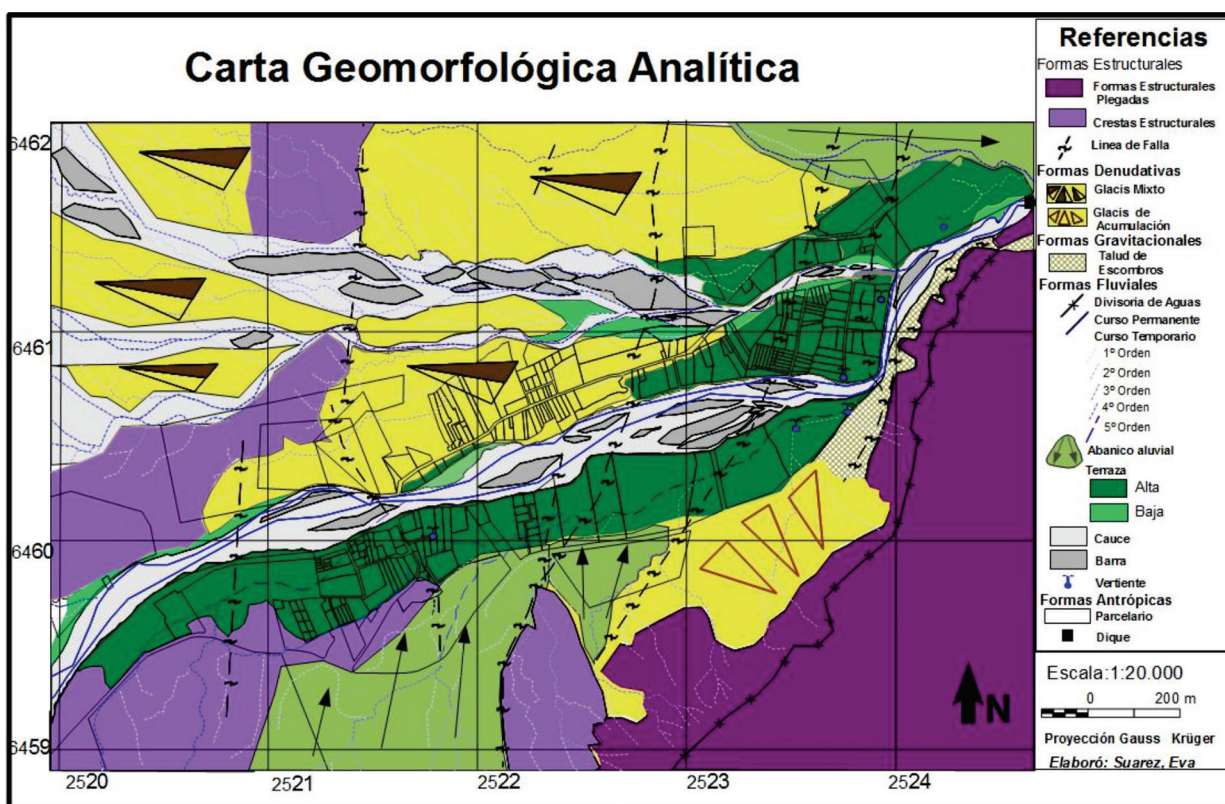 Carta Geomorfológica Analítica
6462
6461
6460
6459
2520
2521
2522
2523
2524
N
Referencias
Formas Estructurales
Formas Estructurales
Plegadas
Crestas Estructurales
Linea de Falla
Formas Denudativas
Glacis Mixto
Glacis de
Acumulación
Formas Gravitacionales
Talud de
Escombros
Formas Fluviales
Divisoria de Aguas
Curso Permanente
Curso Temporario
1º Orden
2º Orden
3º Orden
4º Orden
5º Orden
Abanico aluvial
Terraza
Alta
Baja
Cauce
Barra
Vertiente
Formas Antrópicas
Parcelario
Dique
Escala:1:20.000
0 200 m
Proyección Gauss Krüger
Elaboró: Suarez, Eva